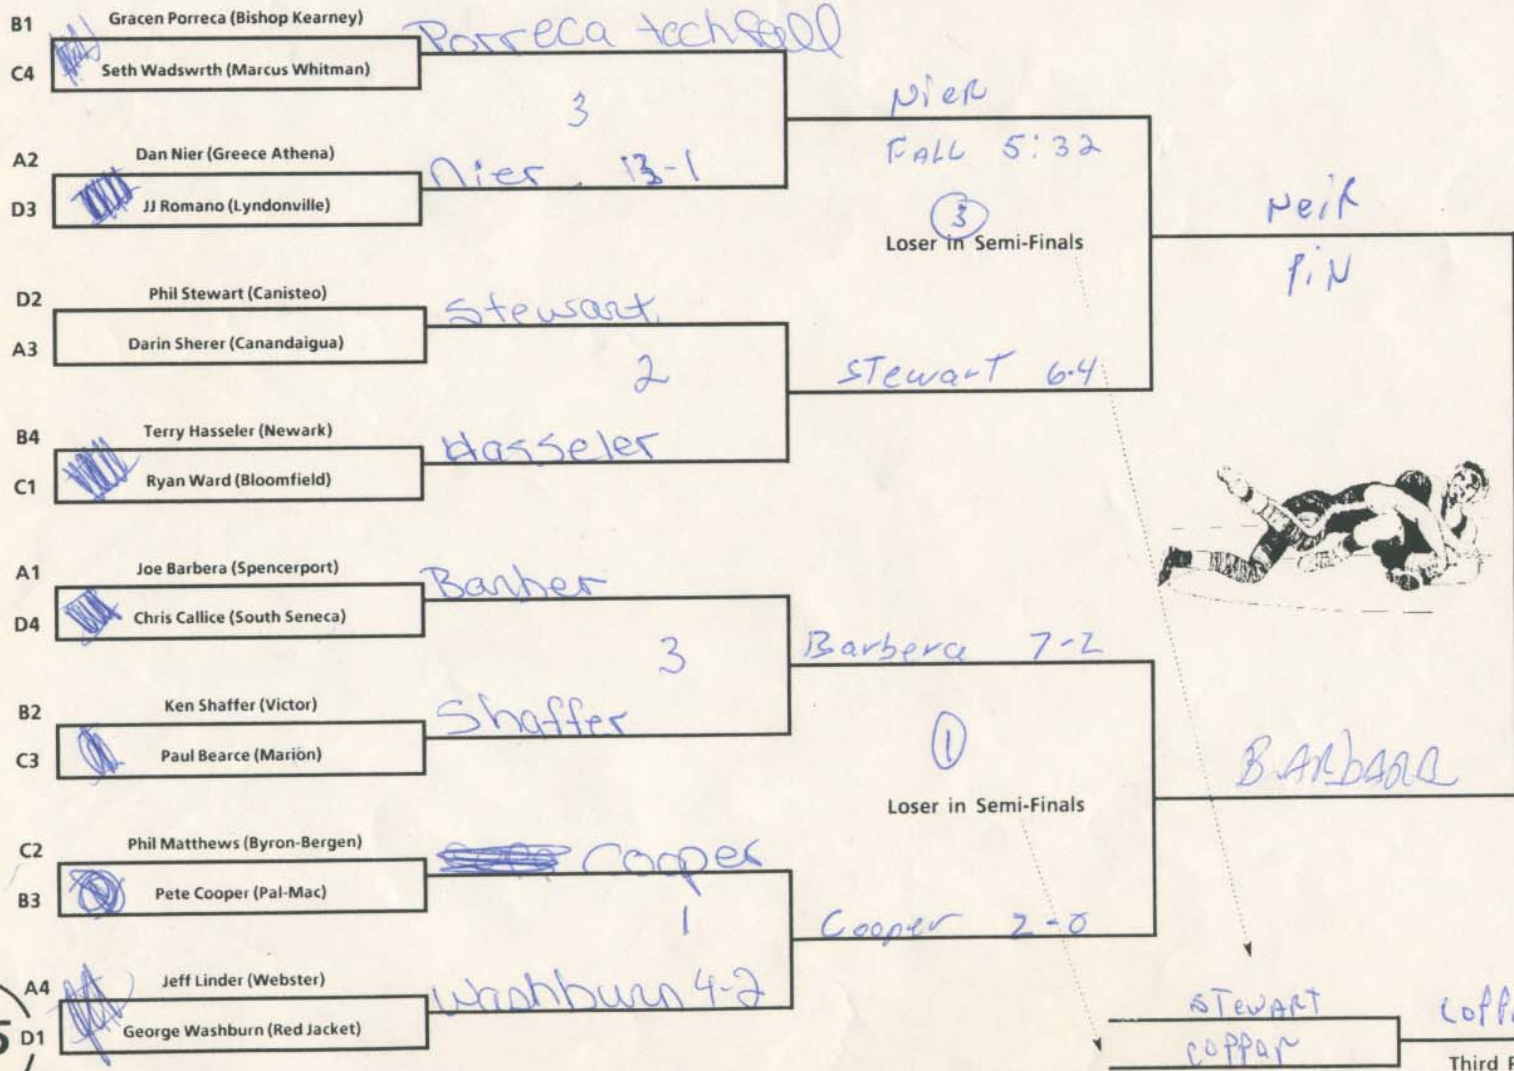 B1 Gracen Porreca (Bishop Kearney)
Porreca techfall
C4 Seth Wadswrth (Marcus Whitman)
3
Nier
FALL 5:32
A2 Dan Nier (Greece Athena)
Nier 13-1
D3 JJ Romano (Lyndonville)
3
Loser in Semi-Finals
Neir
PiN
D2 Phil Stewart (Canisteo)
Stewart
A3 Darin Sherer (Canandaigua)
2
Stewart 6-4
B4 Terry Hasseler (Newark)
Hasseler
C1 Ryan Ward (Bloomfield)
A1 Joe Barbera (Spencerport)
Barber
D4 Chris Callice (South Seneca)
3
Barbera 7-2
B2 Ken Shaffer (Victor)
Shaffer
C3 Paul Bearce (Marion)
1
BARBARA
Loser in Semi-Finals
C2 Phil Matthews (Byron-Bergen)
Cooper
B3 Pete Cooper (Pal-Mac)
1
Cooper 2-0
A4 Jeff Linder (Webster)
Washburn 4-2
5
D1 George Washburn (Red Jacket)
STEWART
COPPAR
Third